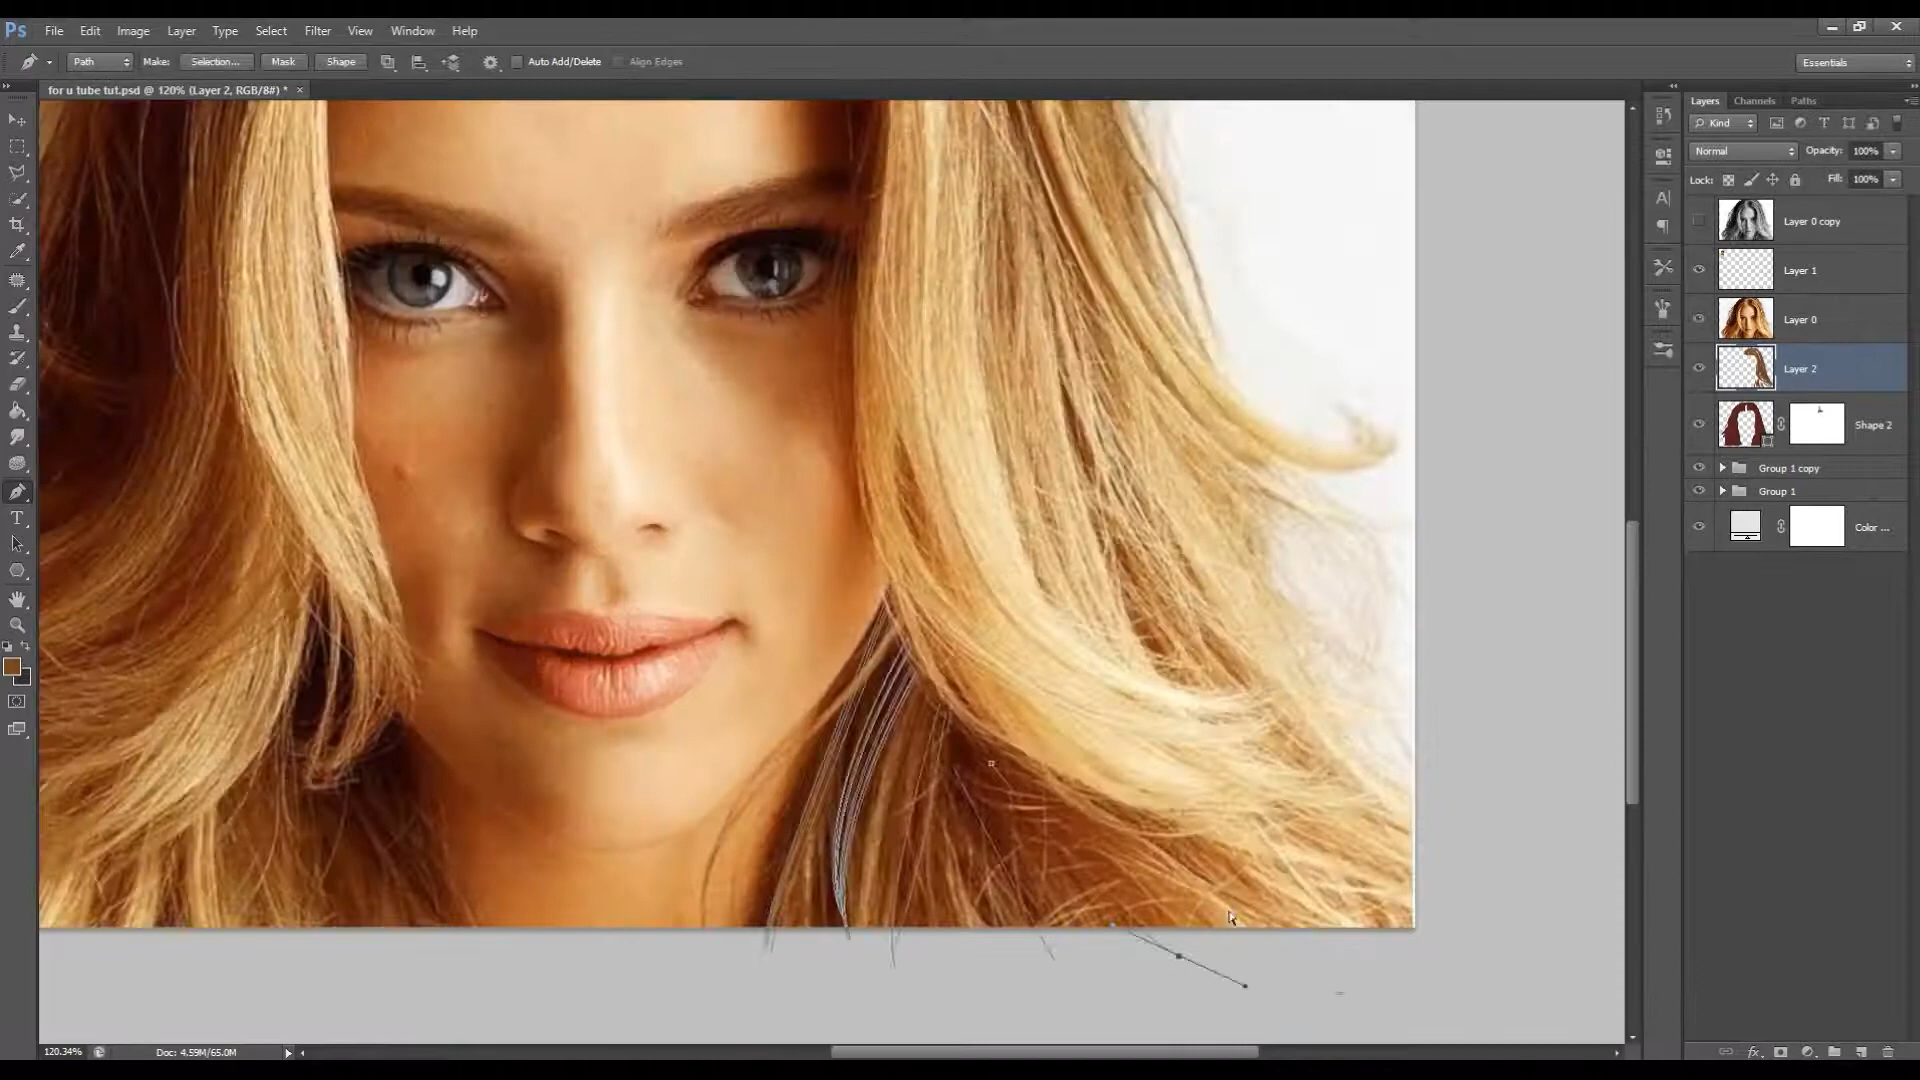 Ps File Edit Image Layer Type Select Filter View Window Help
Path Make: Selection... Mask Shape Auto Add/Delete Align Edges Essentials
for u tube tut.psd @ 120% (Layer 2, RGB/8#) * ×
Layers Channels Paths
Kind
Normal Opacity: 100%
Lock: Fill: 100%
Layer 0 copy
Layer 1
Layer 0
Layer 2
Shape 2
Group 1 copy
Group 1
Color ...
120.34% Doc: 4.59M/65.0M